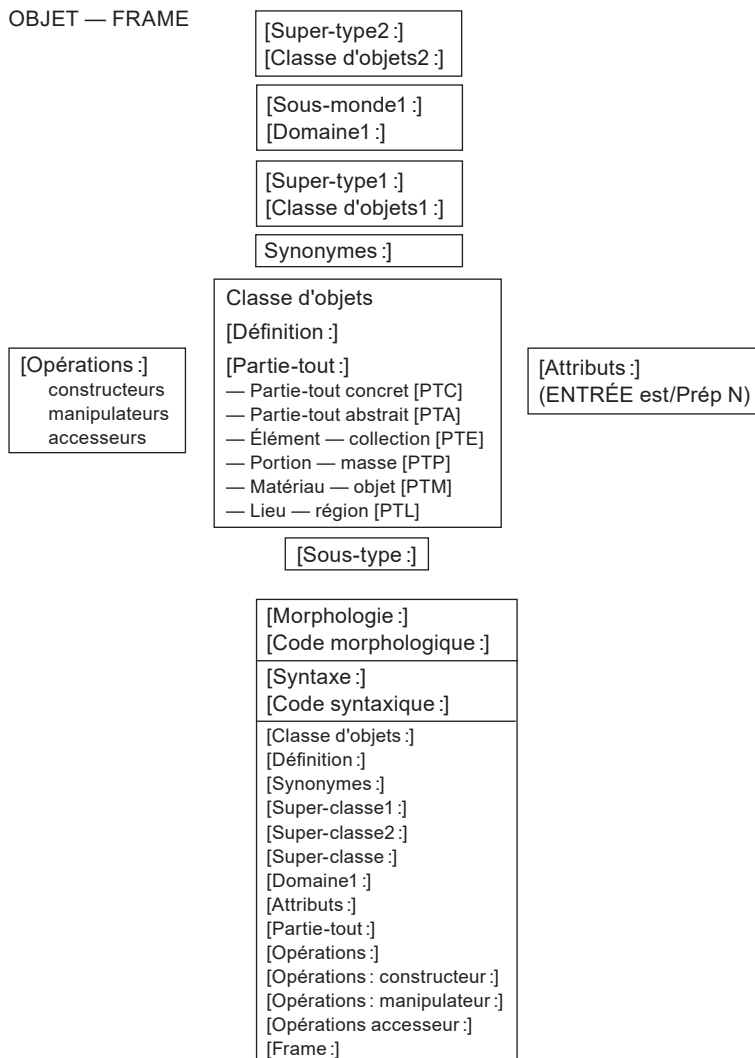 OBJET — FRAME
[Super-type2 :]
[Classe d'objets2 :]
[Sous-monde1 :]
[Domaine1 :]
[Super-type1 :]
[Classe d'objets1 :]
Synonymes :]
Classe d'objets
[Définition :]
[Opérations :]
constructeurs
manipulateurs
accesseurs
[Partie-tout :]
— Partie-tout concret [PTC]
— Partie-tout abstrait [PTA]
— Élément — collection [PTE]
— Portion — masse [PTP]
— Matériau — objet [PTM]
— Lieu — région [PTL]
[Attributs :]
(ENTRÉE est/Prép N)
[Sous-type :]
[Morphologie :]
[Code morphologique :]
[Syntaxe :]
[Code syntaxique :]
[Classe d'objets :]
[Définition :]
[Synonymes :]
[Super-classe1 :]
[Super-classe2 :]
[Super-classe :]
[Domaine1 :]
[Attributs :]
[Partie-tout :]
[Opérations :]
[Opérations : constructeur :]
[Opérations : manipulateur :]
[Opérations accesseur :]
[Frame :]